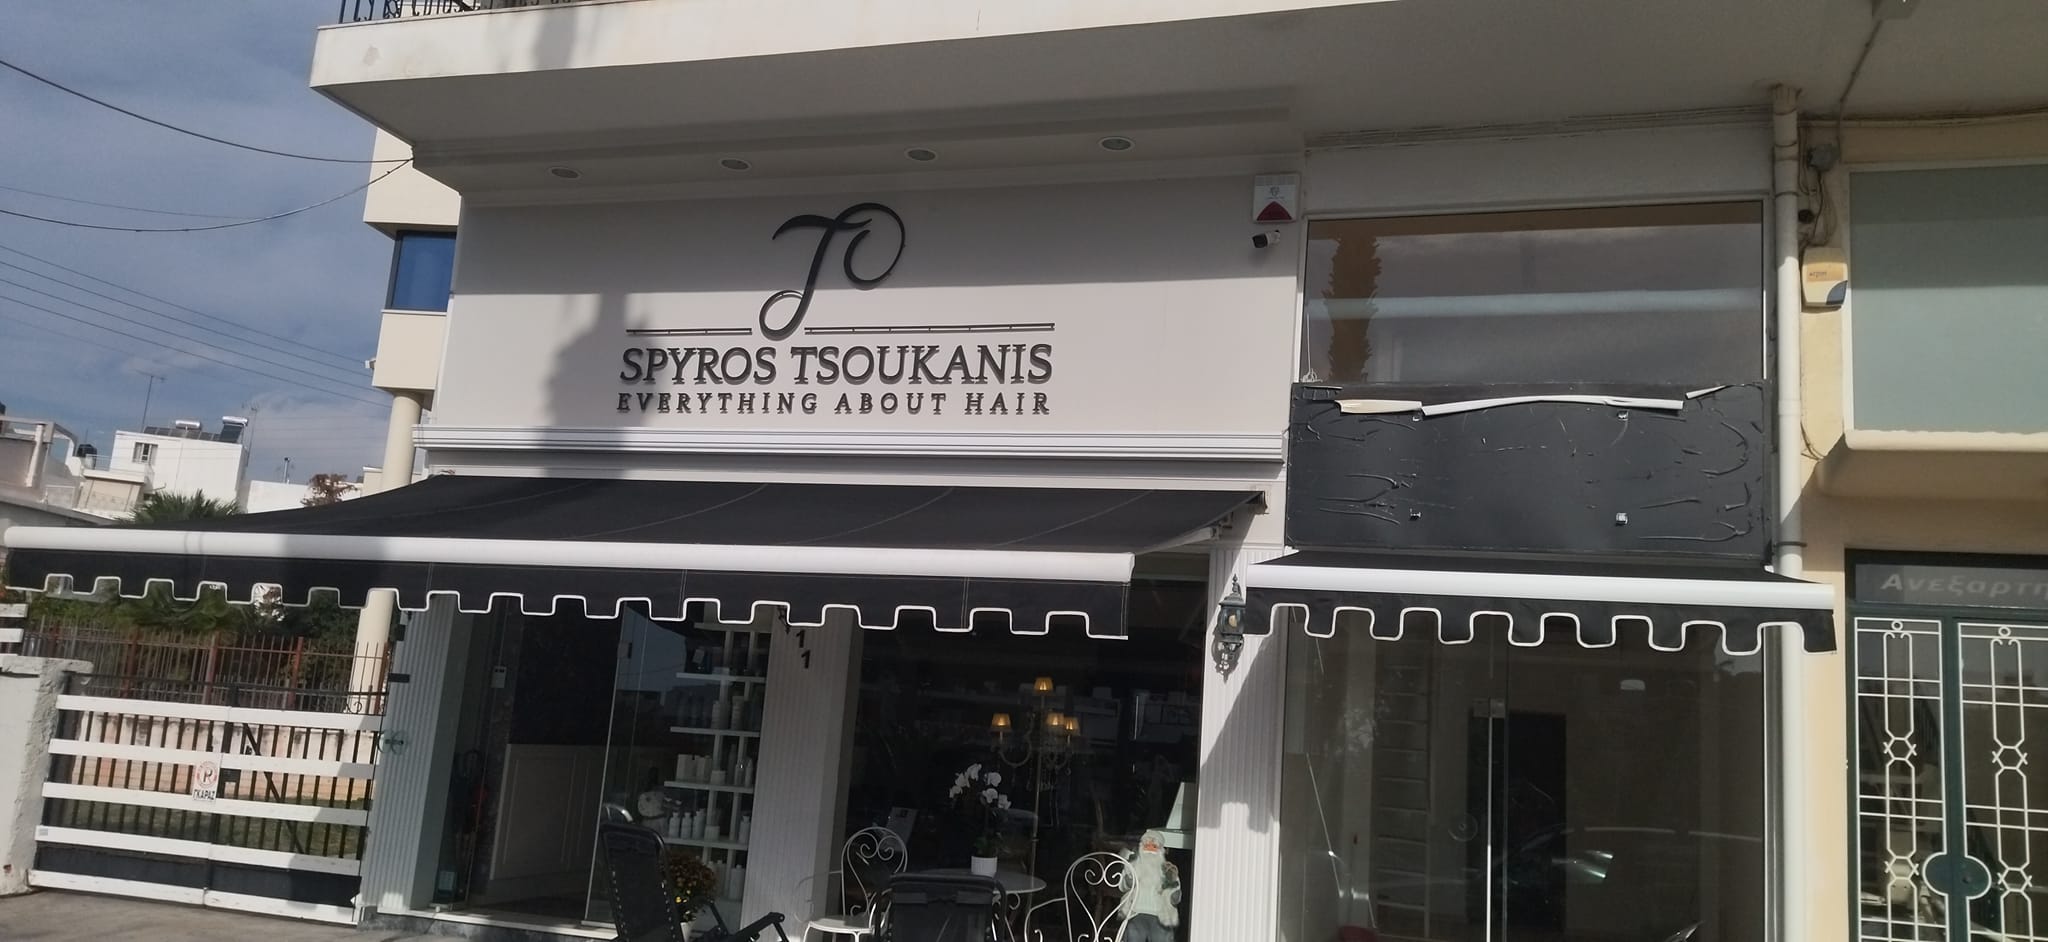 SPYROS TSOUKANIS
EVERYTHING ABOUT HAIR
Ανεξαρτη
11
P
ΓΚΑΡΑΖ